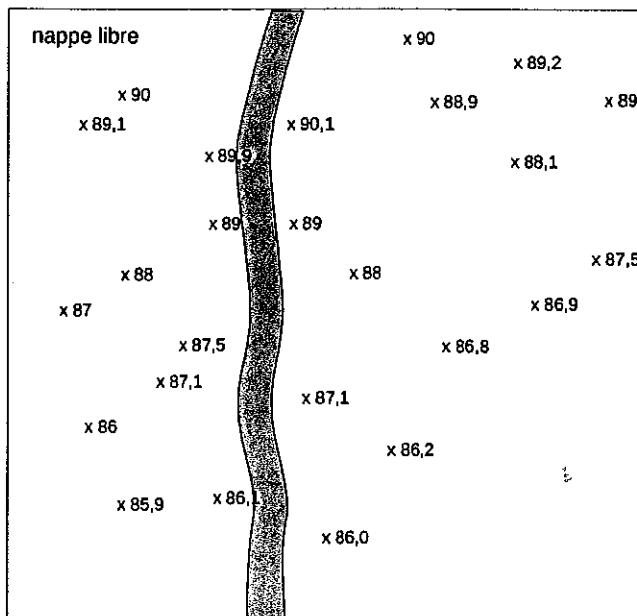 nappe libre
x 90
x 89,2
x 90
x 88,9
x 89
x 89,1
x 90,1
x 89,9
x 88,1
x 89
x 89
x 87,5
x 88
x 88
x 87
x 86,9
x 87,5
x 86,8
x 87,1
x 87,1
x 86
x 86,2
x 85,9
x 86,1
x 86,0